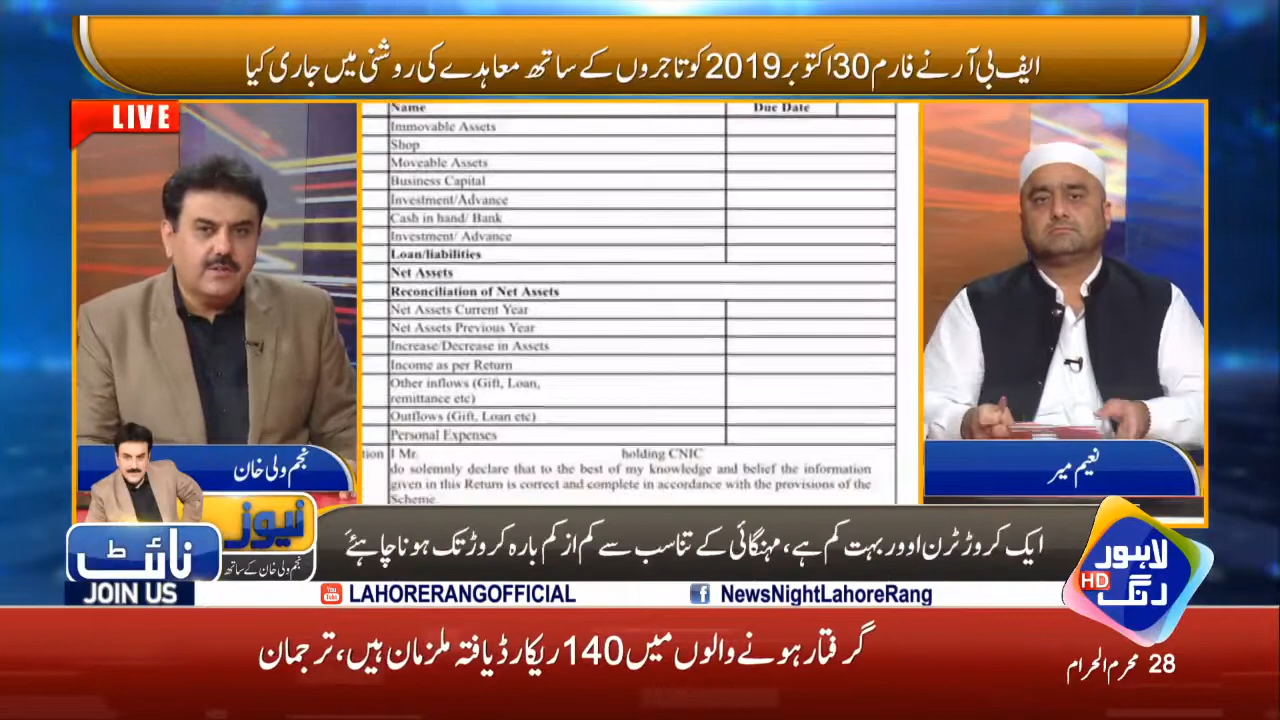 ایف بی آر نے فارم 30 اکتوبر 2019 کو تاجروں کے ساتھ معاہدے کی روشنی میں جاری کیا
LIVE
Name Due Date
Immovable Assets
Shop
Moveable Assets
Business Capital
Investment/Advance
Cash in hand/ Bank
Investment/ Advance
Loan/liabilities
Net Assets
Reconciliation of Net Assets
Net Assets Current Year
Net Assets Previous Year
Increase/Decrease in Assets
Income as per Return
Other inflows (Gift, Loan,
remittance etc)
Outflows (Gift, Loan etc)
Personal Expenses
tion I Mr. holding CNIC
do solemnly declare that to the best of my knowledge and belief the information
given in this Return is correct and complete in accordance with the provisions of the
Scheme.
نجم ولی خان
نعیم میر
نیوز
نائٹ
نجم ولی خان کے ساتھ
JOIN US
ایک کروڑ ٹرن اوور بہت کم ہے، مہنگائی کے تناسب سے کم از کم بارہ کروڑ تک ہونا چاہئے
You Tube LAHORERANGOFFICIAL
f NewsNightLahoreRang
لاہور
HD رنگ
گرفتار ہونے والوں میں 140 ریکارڈ یافتہ ملزمان ہیں، ترجمان
28 محرم الحرام